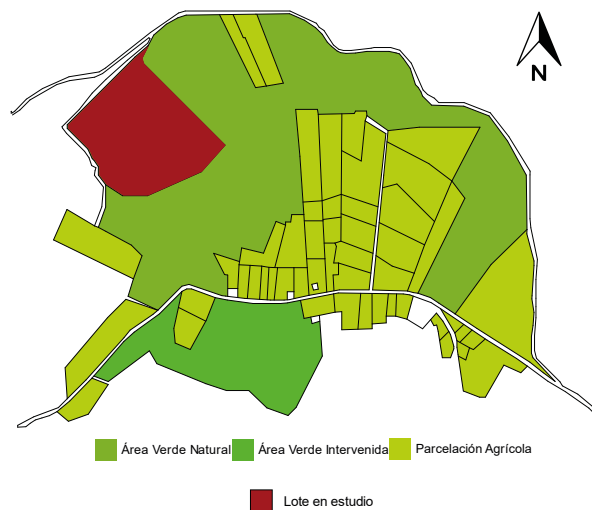 N
Área Verde Natural Área Verde Intervenida Parcelación Agrícola
Lote en estudio